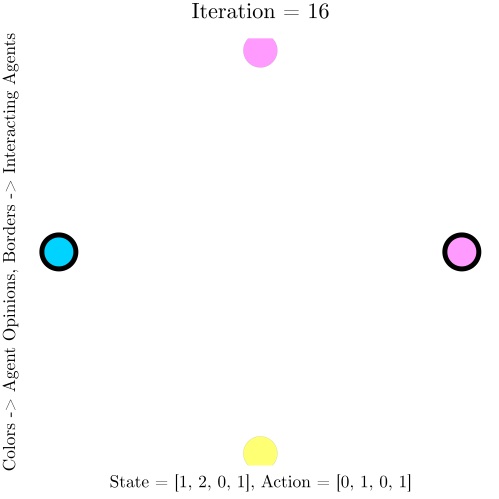 Iteration = 16
Colors -> Agent Opinions, Borders -> Interacting Agents
State = [1, 2, 0, 1], Action = [0, 1, 0, 1]